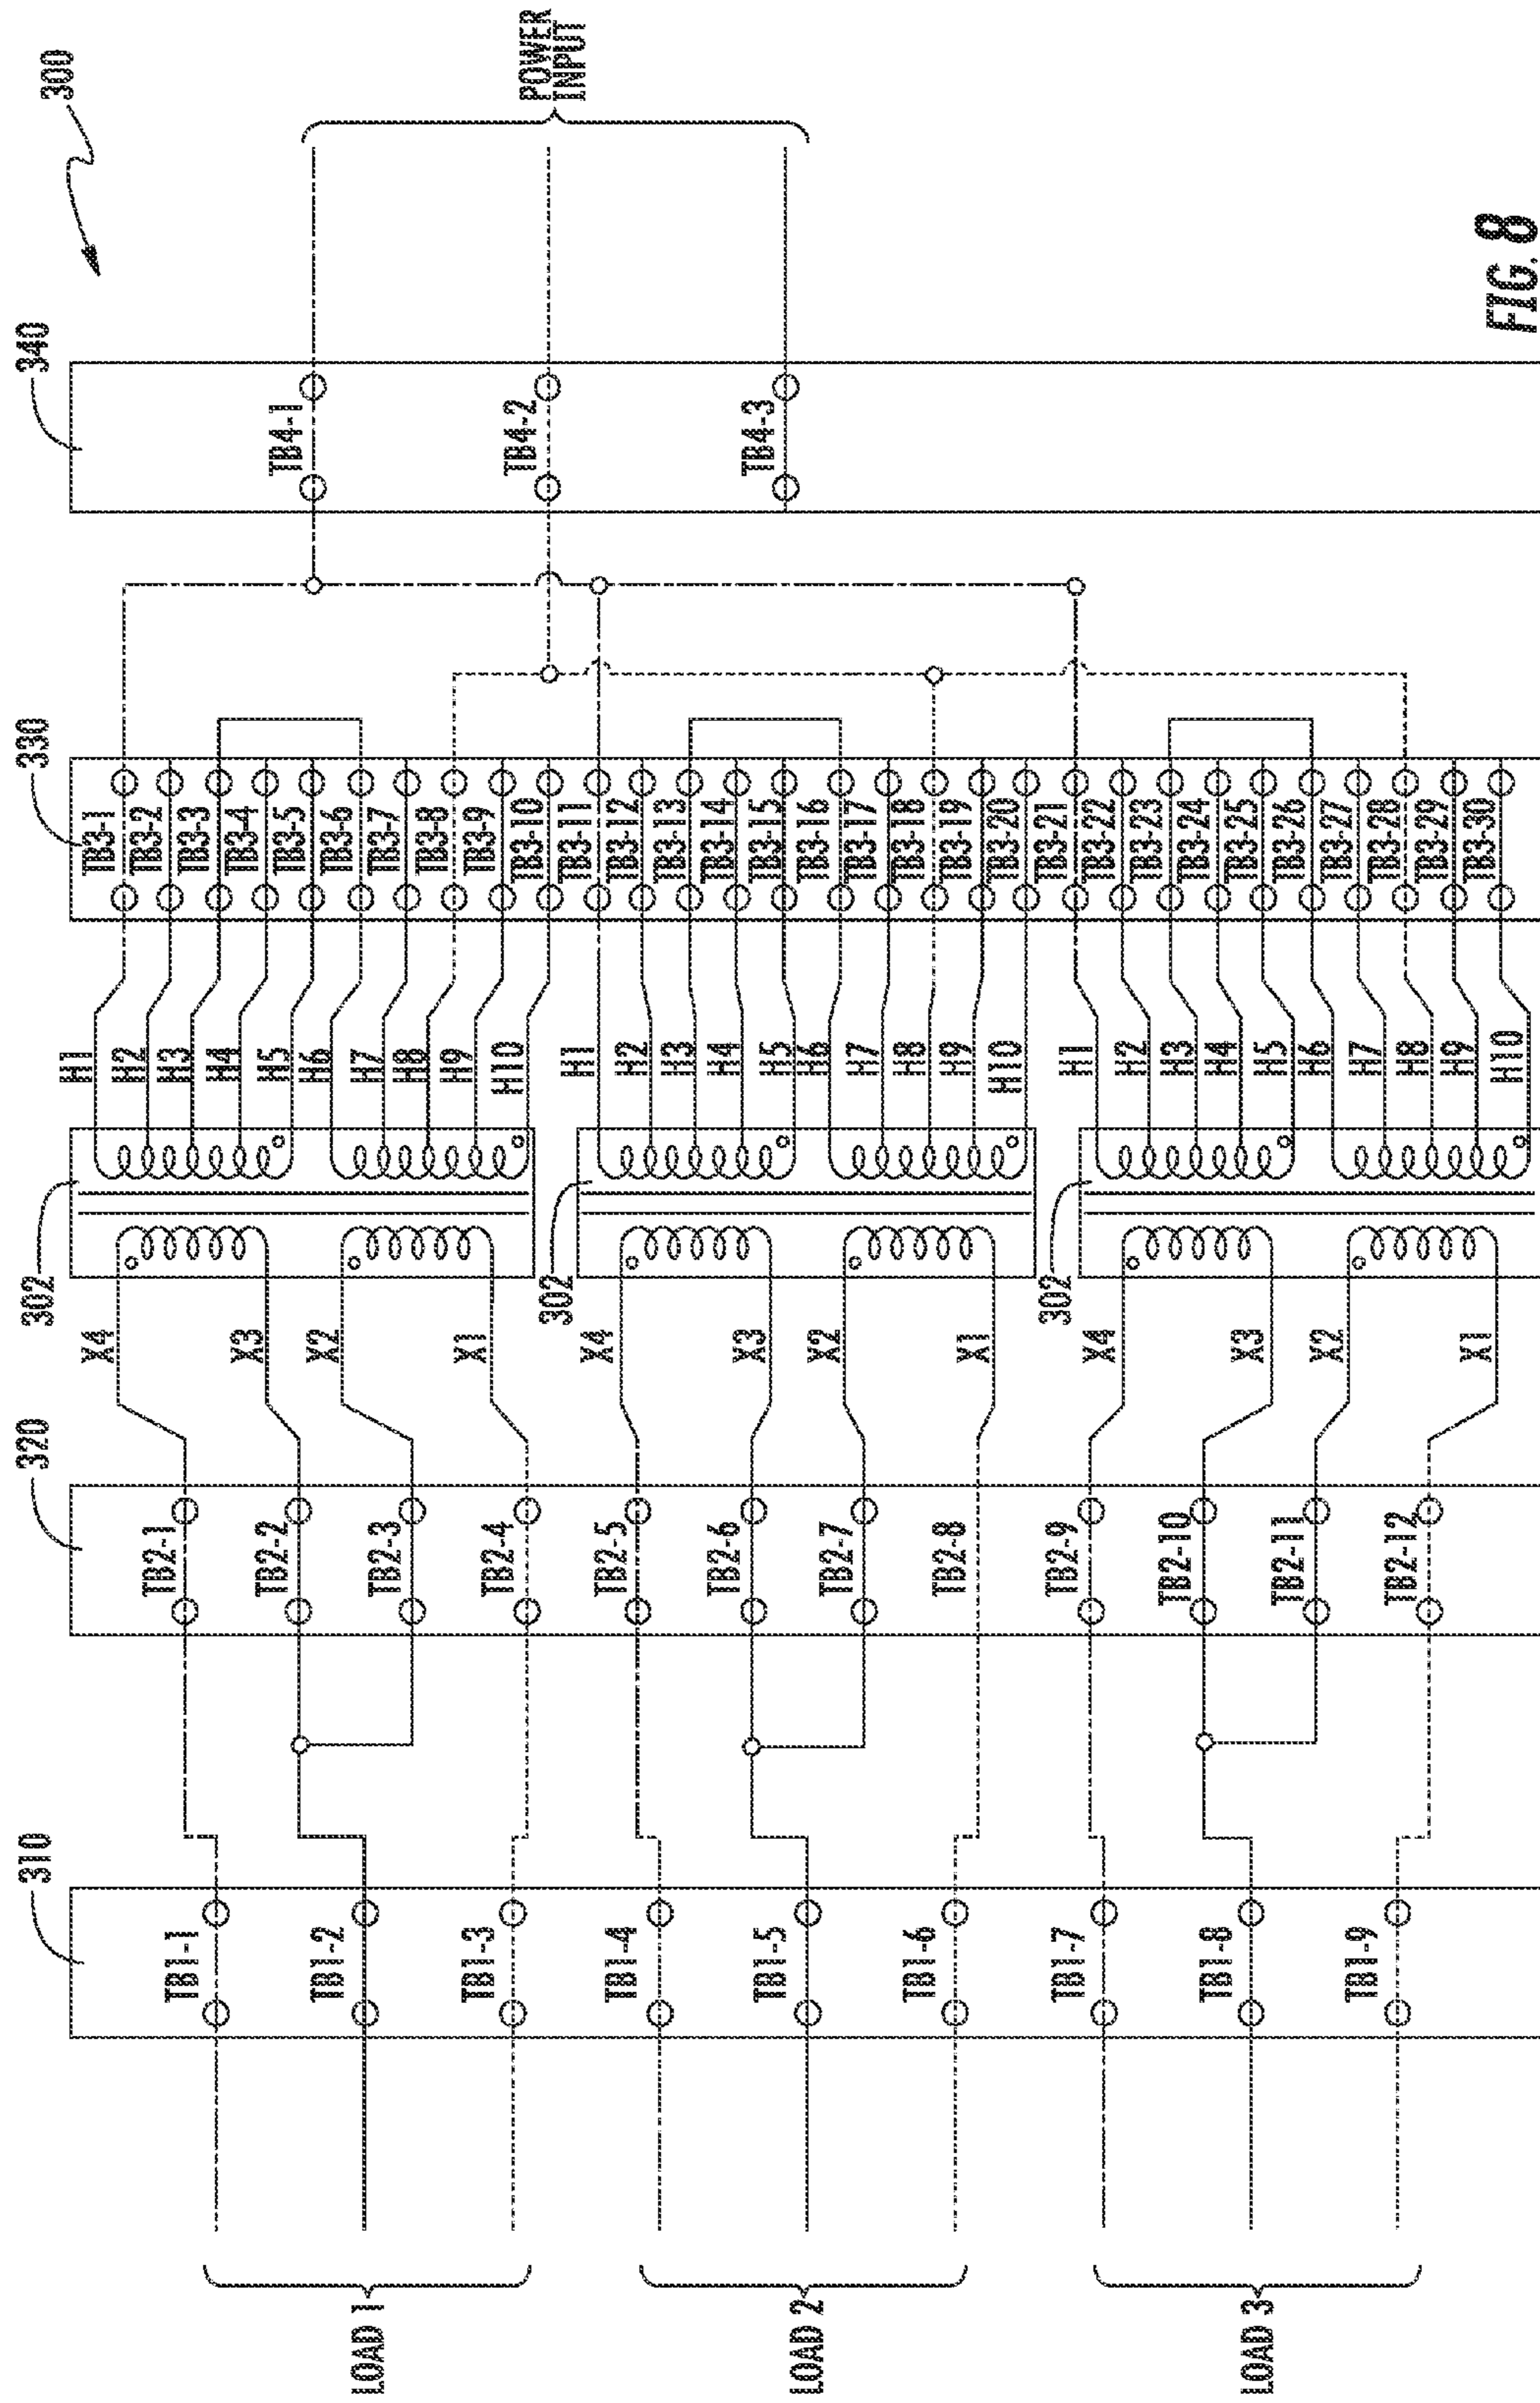 300
POWER
INPUT
340
TB4-1
TB4-2
TB4-3
330
TB3-1
TB3-2
TB3-3
TB3-4
TB3-5
TB3-6
TB3-7
TB3-8
TB3-9
TB3-10
TB3-11
TB3-12
TB3-13
TB3-14
TB3-15
TB3-16
TB3-17
TB3-18
TB3-19
TB3-20
TB3-21
TB3-22
TB3-23
TB3-24
TB3-25
TB3-26
TB3-27
TB3-28
TB3-29
TB3-30
H1
H2
H3
H4
H5
H6
H7
H8
H9
H10
H1
H2
H3
H4
H5
H6
H7
H8
H9
H10
H1
H2
H3
H4
H5
H6
H7
H8
H9
H10
302
302
302
X4
X3
X2
X1
X4
X3
X2
X1
X4
X3
X2
X1
320
TB2-1
TB2-2
TB2-3
TB2-4
TB2-5
TB2-6
TB2-7
TB2-8
TB2-9
TB2-10
TB2-11
TB2-12
310
TB1-1
TB1-2
TB1-3
TB1-4
TB1-5
TB1-6
TB1-7
TB1-8
TB1-9
LOAD 1
LOAD 2
LOAD 3
FIG. 8